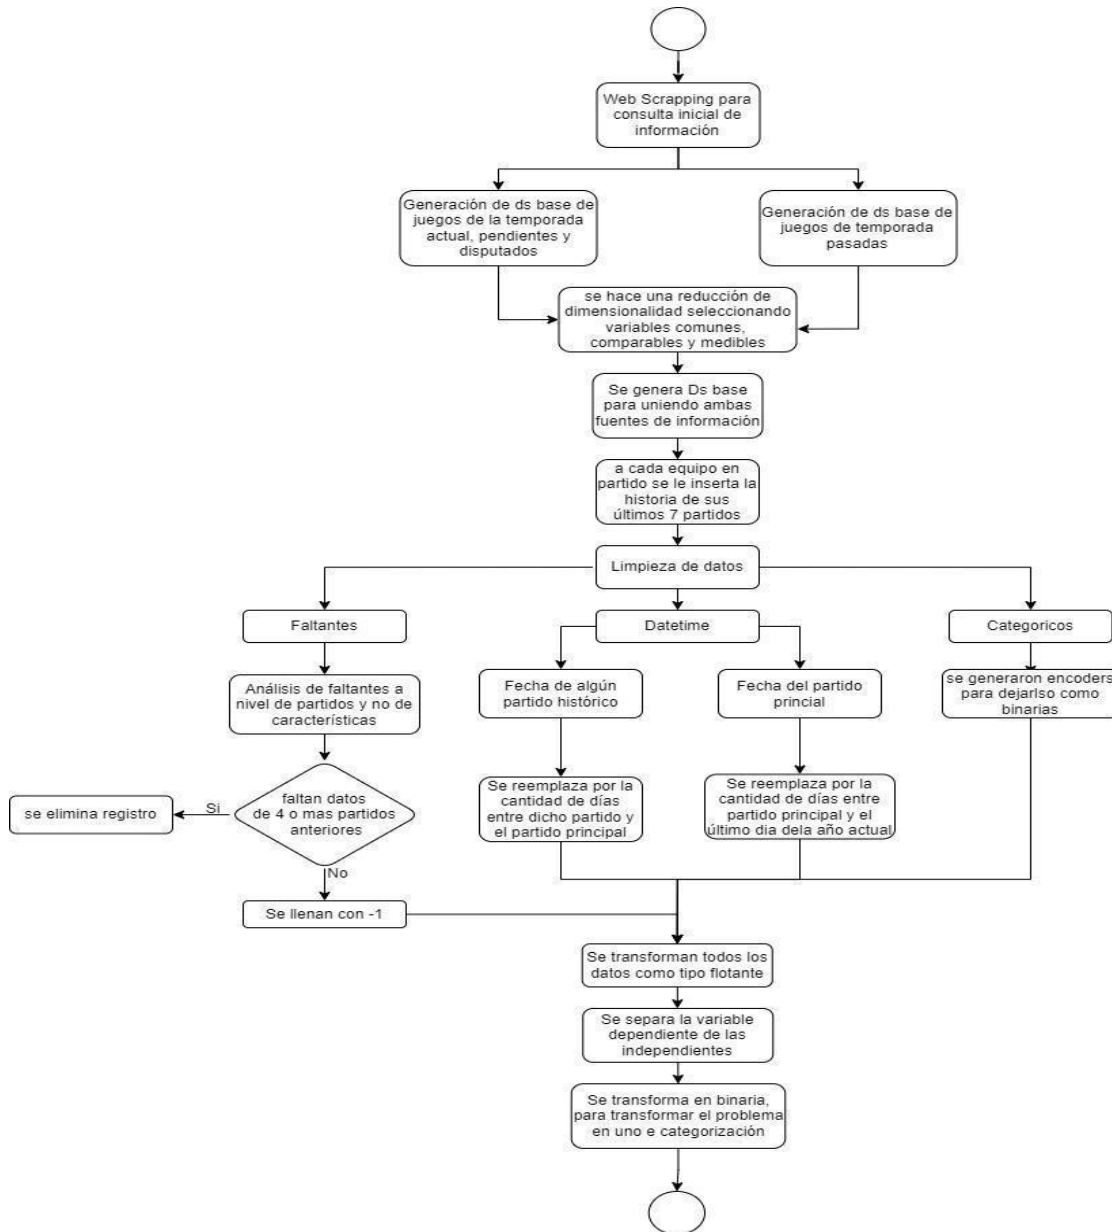 Web Scrapping para
consulta inicial de
información
Generación de ds base de
juegos de la temporada
actual, pendientes y
disputados
Generación de ds base de
juegos de temporada
pasadas
se hace una reducción de
dimensionalidad seleccionando
variables comunes,
comparables y medibles
Se genera Ds base
para uniendo ambas
fuentes de información
a cada equipo en
partido se le inserta la
historia de sus
últimos 7 partidos
Limpieza de datos
Faltantes
Datetime
Categoricos
Análisis de faltantes a
nivel de partidos y no de
características
Fecha de algún
partido histórico
Fecha del partido
princial
se generaron encoders
para dejarlso como
binarias
faltan datos
de 4 o mas partidos
anteriores
Si
se elimina registro
No
Se llenan con -1
Se reemplaza por la
cantidad de días
entre dicho partido y
el partido principal
Se reemplaza por la
cantidad de días entre
partido principal y el
último dia dela año actual
Se transforman todos los
datos como tipo flotante
Se separa la variable
dependiente de las
independientes
Se transforma en binaria,
para transformar el problema
en uno e categorización